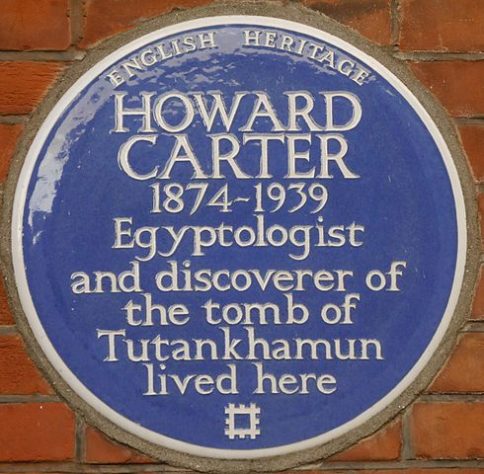 ENGLISH HERITAGE
HOWARD
CARTER
1874-1939
Egyptologist
and discoverer of
the tomb of
Tutankhamun
lived here